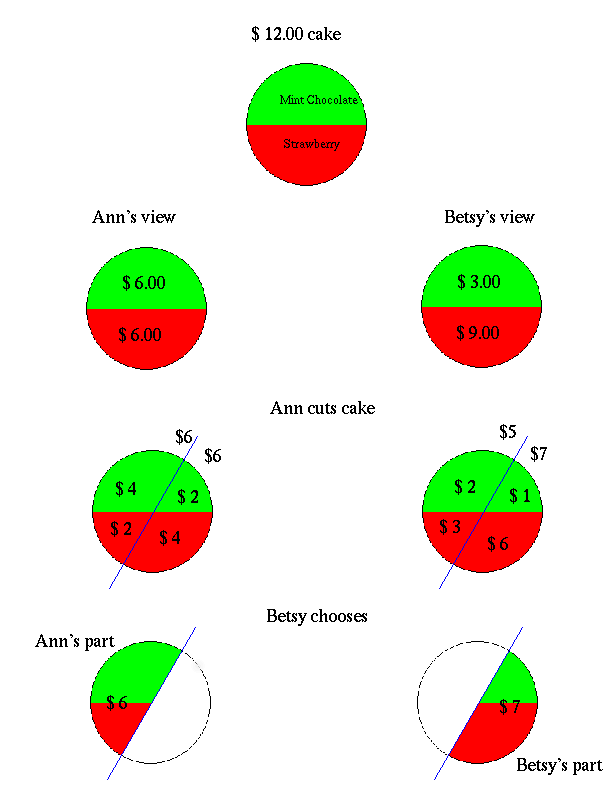 $ 12.00 cake
Mint Chocolate
Strawberry
Ann's view
Betsy's view
$ 6.00
$ 3.00
$ 6.00
$ 9.00
Ann cuts cake
$6
$6
$5
$7
$ 4
$ 2
$ 2
$ 4
$ 2
$ 1
$ 3
$ 6
Betsy chooses
Ann's part
$ 6
$ 7
Betsy's part